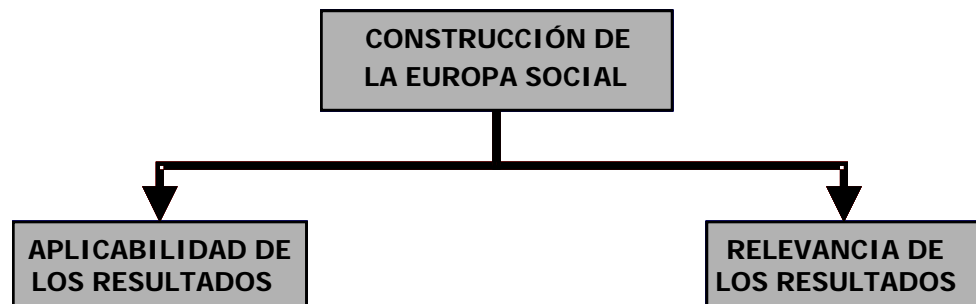 CONSTRUCCIÓN DE
LA EUROPA SOCIAL
APLICABILIDAD DE
LOS RESULTADOS
RELEVANCIA DE
LOS RESULTADOS